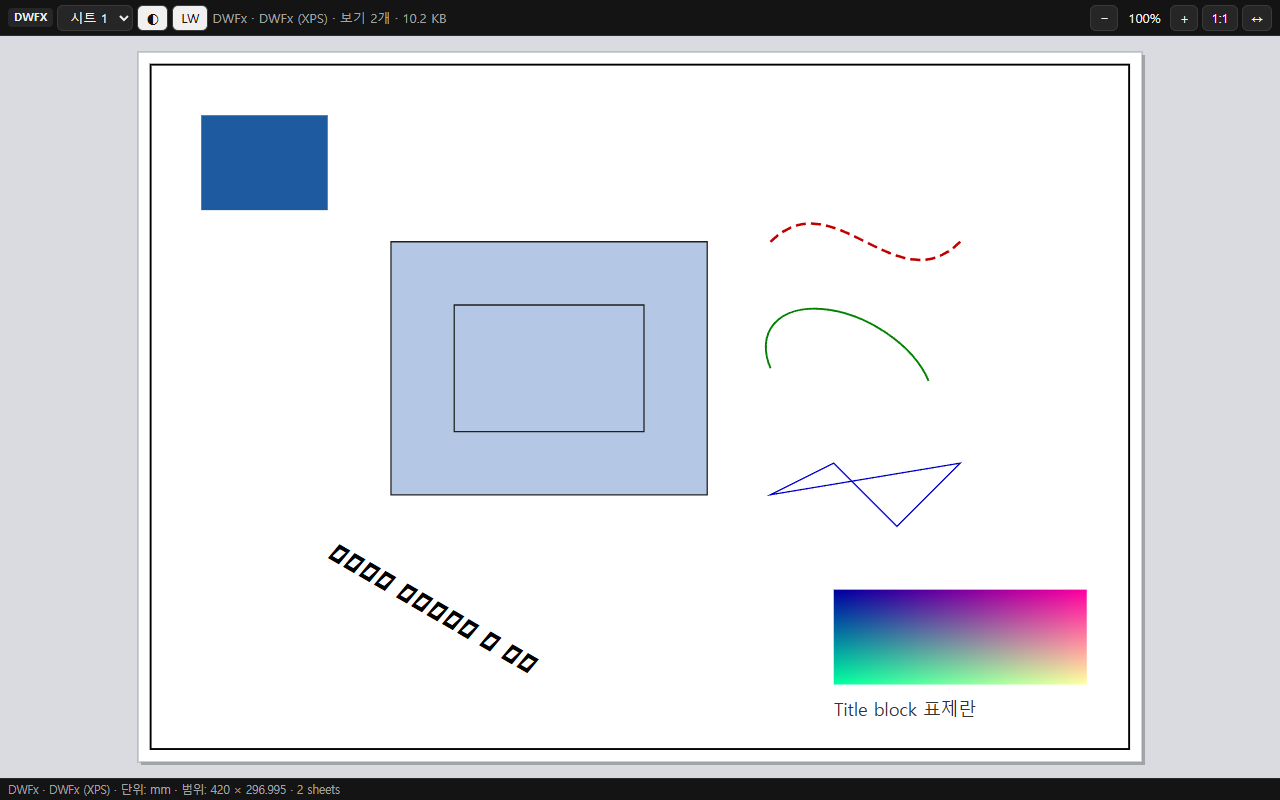 DWFX 시트 1 ◐ LW DWFx · DWFx (XPS) · 보기 2개 · 10.2 KB − 100% + 1:1 ↔
Title block 표제란
DWFx · DWFx (XPS) · 단위: mm · 범위: 420 × 296.995 · 2 sheets